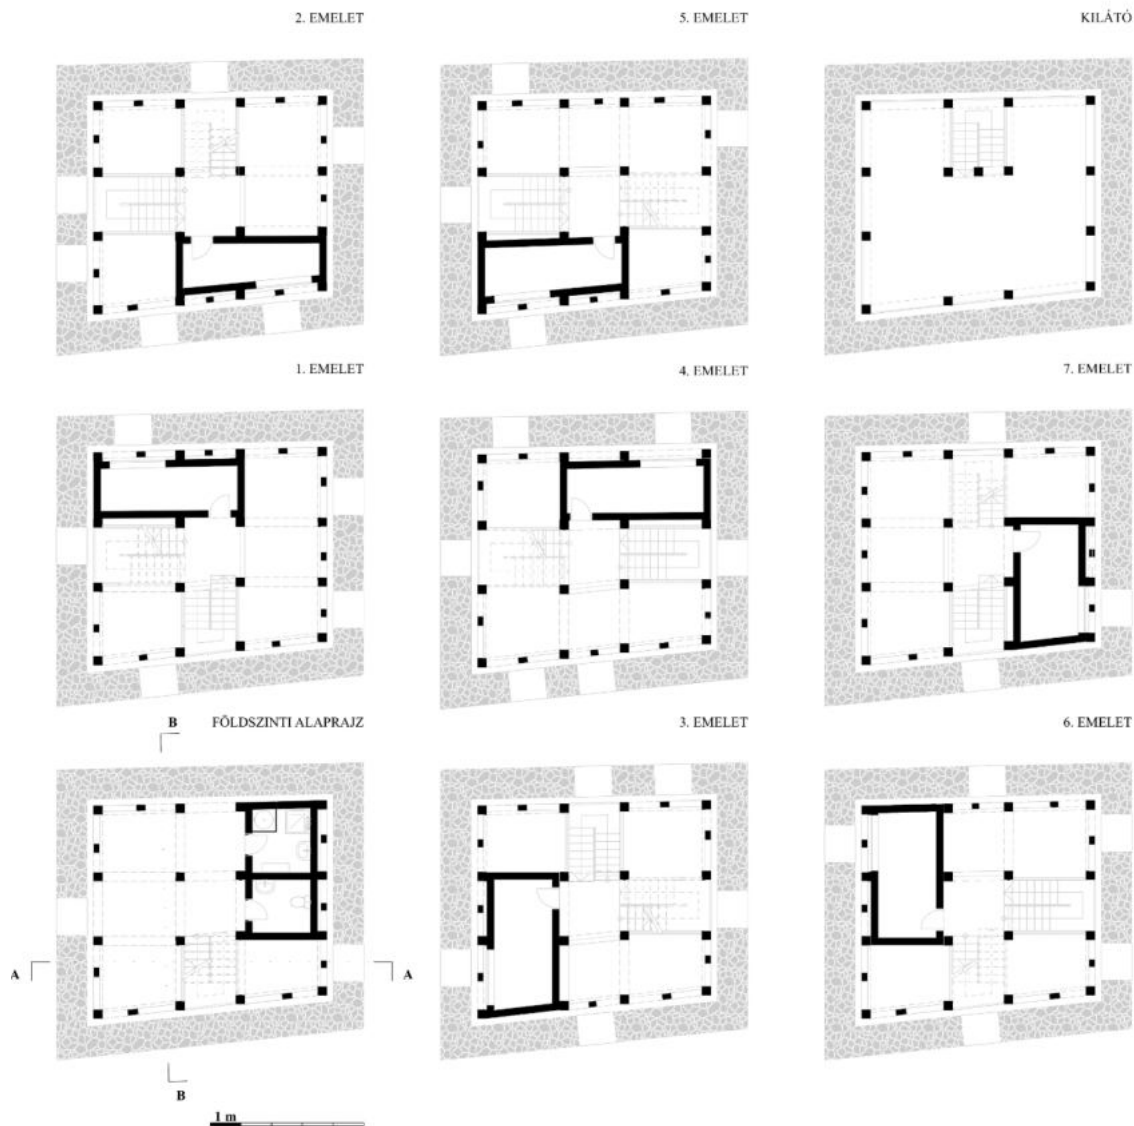 2. EMELET
5. EMELET
KILÁTÓ
1. EMELET
4. EMELET
7. EMELET
B
FÖLDSZINTI ALAPRAJZ
3. EMELET
6. EMELET
A
A
B
1 m